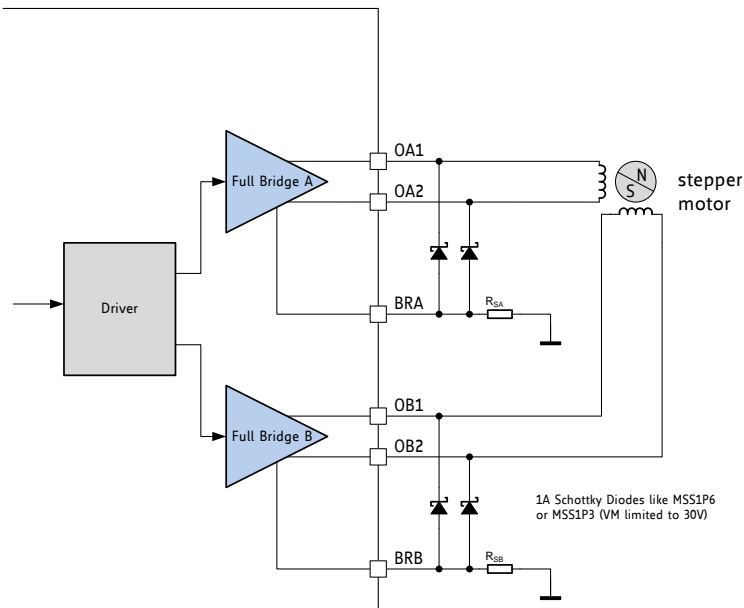 OA1
Full Bridge A
OA2
N
S
stepper
motor
Driver
BRA
RSA
OB1
Full Bridge B
OB2
1A Schottky Diodes like MSS1P6
or MSS1P3 (VM limited to 30V)
BRB
RSB